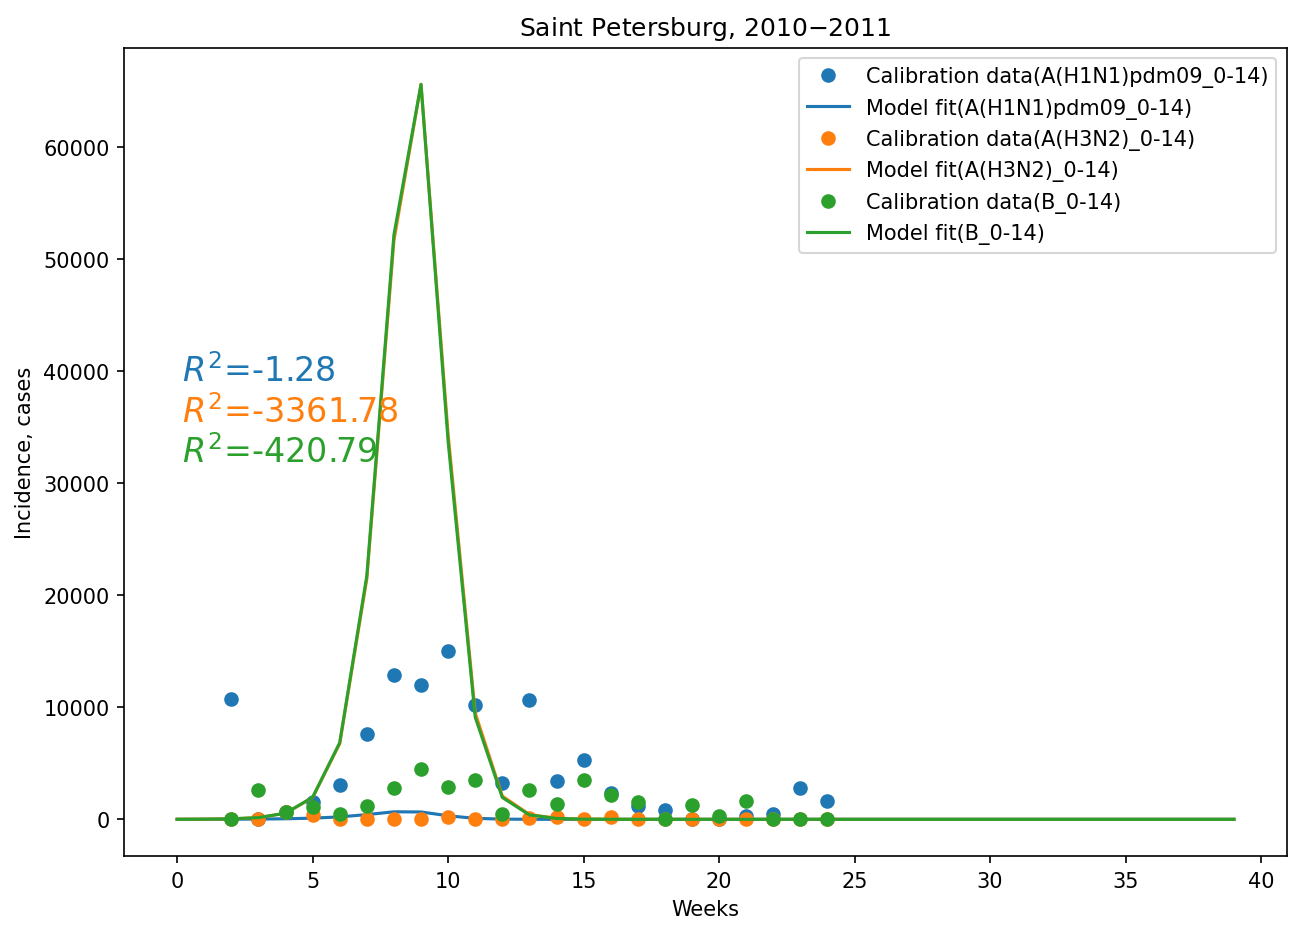 Saint Petersburg, 2010−2011
Calibration data(A(H1N1)pdm09_0-14)
Model fit(A(H1N1)pdm09_0-14)
Calibration data(A(H3N2)_0-14)
Model fit(A(H3N2)_0-14)
Calibration data(B_0-14)
Model fit(B_0-14)
60000
50000
40000
30000
20000
10000
0
Incidence, cases
R²=-1.28
R²=-3361.78
R²=-420.79
0 5 10 15 20 25 30 35 40
Weeks